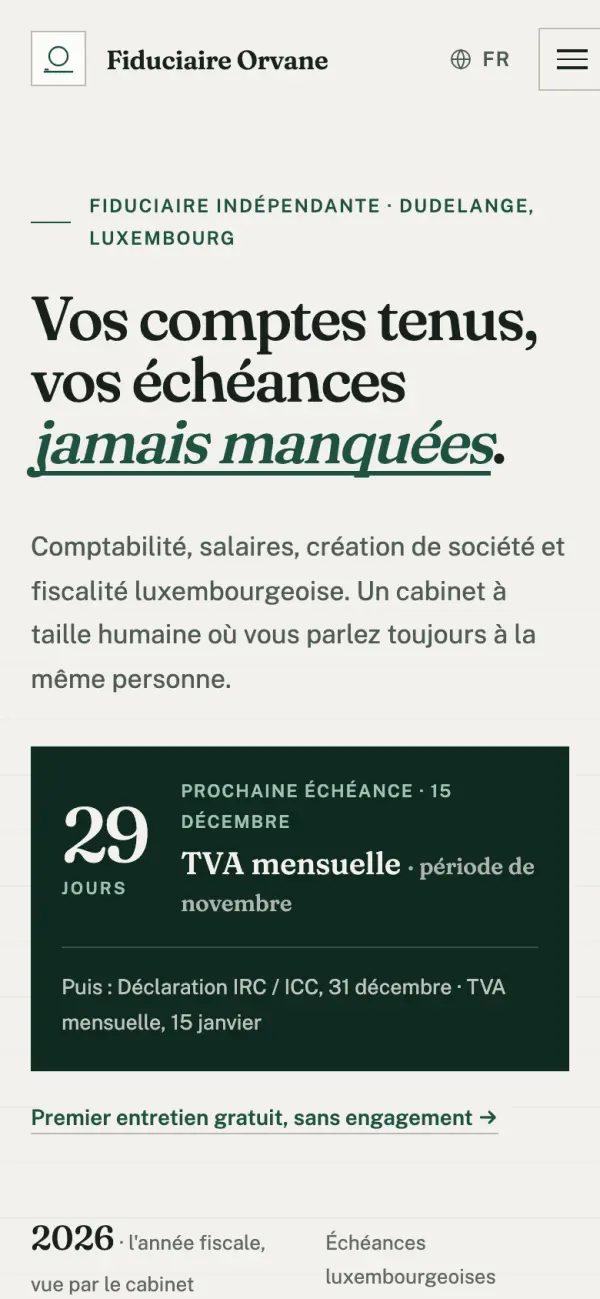 Fiduciaire Orvane
FR
FIDUCIAIRE INDÉPENDANTE · DUDELANGE,
LUXEMBOURG
Vos comptes tenus,
vos échéances
jamais manquées.
Comptabilité, salaires, création de société et
fiscalité luxembourgeoise. Un cabinet à
taille humaine où vous parlez toujours à la
même personne.
29
JOURS
PROCHAINE ÉCHÉANCE · 15
DÉCEMBRE
TVA mensuelle · période de
novembre
Puis : Déclaration IRC / ICC, 31 décembre · TVA
mensuelle, 15 janvier
Premier entretien gratuit, sans engagement →
2026 · l'année fiscale,
vue par le cabinet
Échéances
luxembourgeoises